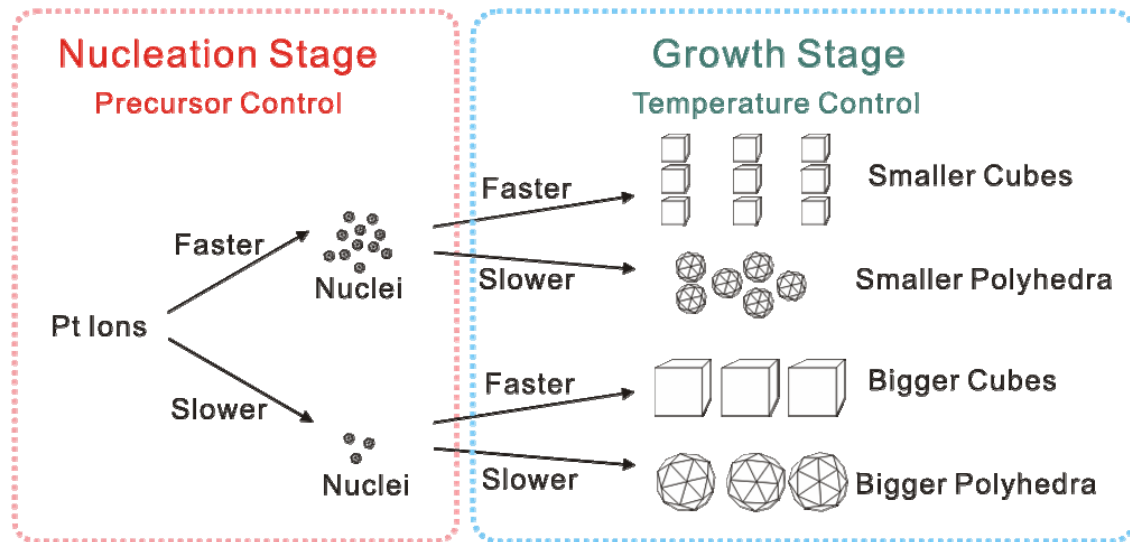 Nucleation Stage
Precursor Control
Growth Stage
Temperature Control
Pt Ions
Faster
Nuclei
Slower
Nuclei
Faster
Smaller Cubes
Slower
Smaller Polyhedra
Faster
Bigger Cubes
Slower
Bigger Polyhedra